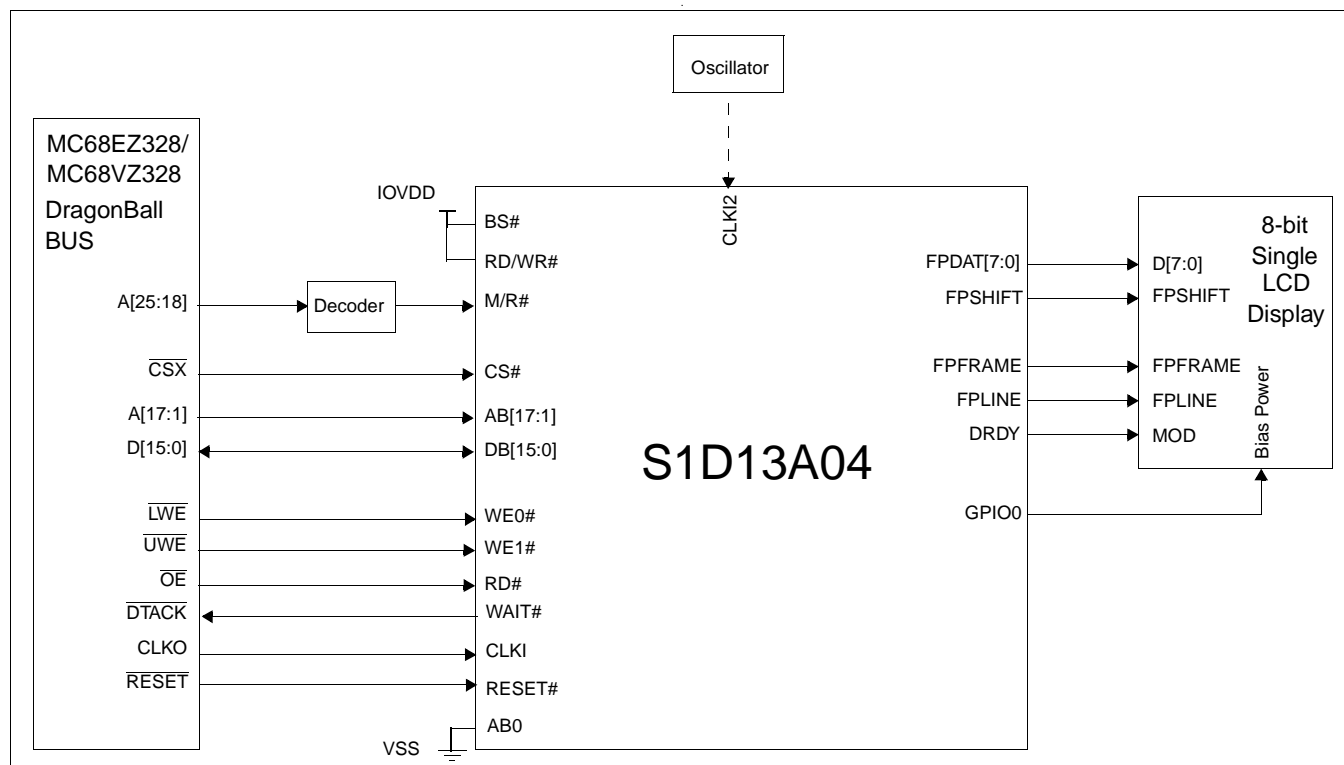 Oscillator
MC68EZ328/
MC68VZ328
DragonBall
BUS
A[25:18]
CSX
A[17:1]
D[15:0]
LWE
UWE
OE
DTACK
CLKO
RESET
Decoder
IOVDD
VSS
CLKI2
BS#
RD/WR#
M/R#
CS#
AB[17:1]
DB[15:0]
WE0#
WE1#
RD#
WAIT#
CLKI
RESET#
AB0
S1D13A04
FPDAT[7:0]
FPSHIFT
FPFRAME
FPLINE
DRDY
GPIO0
8-bit
Single
LCD
Display
D[7:0]
FPSHIFT
FPFRAME
FPLINE
MOD
Bias Power